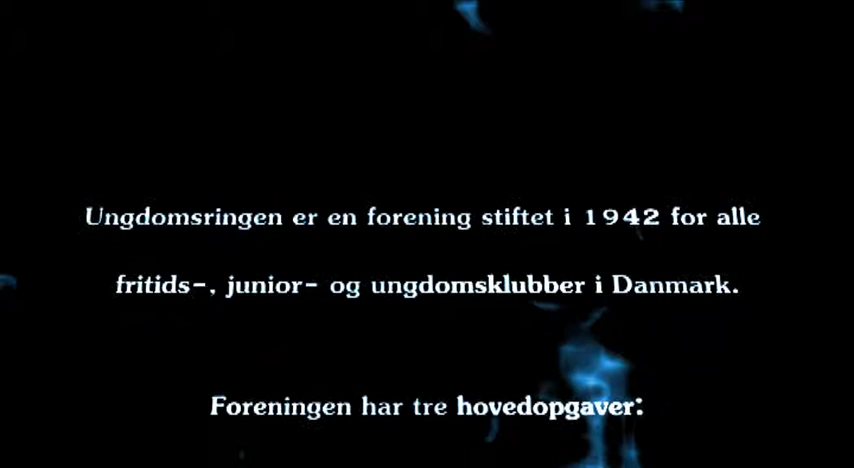 Ungdomsringen er en forening stiftet i 1942 for alle
fritids-, junior- og ungdomsklubber i Danmark.
Foreningen har tre hovedopgaver: